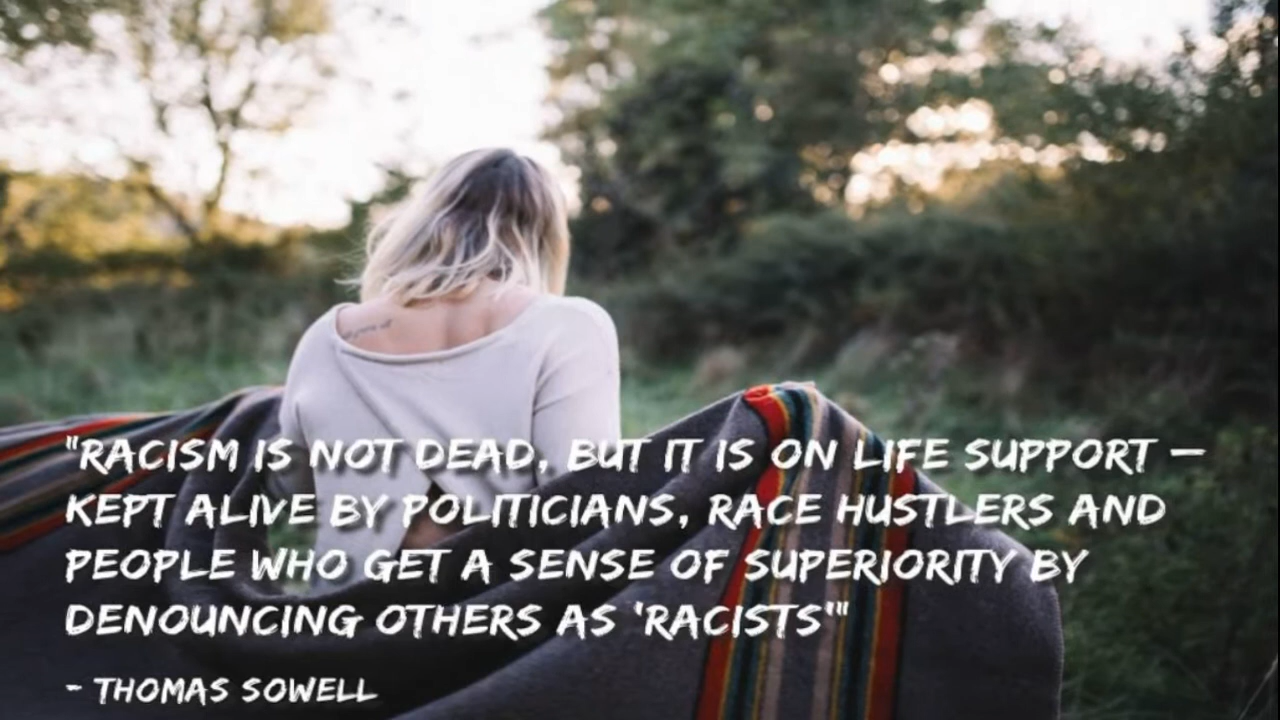 "RACISM IS NOT DEAD, BUT IT IS ON LIFE SUPPORT —
KEPT ALIVE BY POLITICIANS, RACE HUSTLERS AND
PEOPLE WHO GET A SENSE OF SUPERIORITY BY
DENOUNCING OTHERS AS 'RACISTS'"
- THOMAS SOWELL